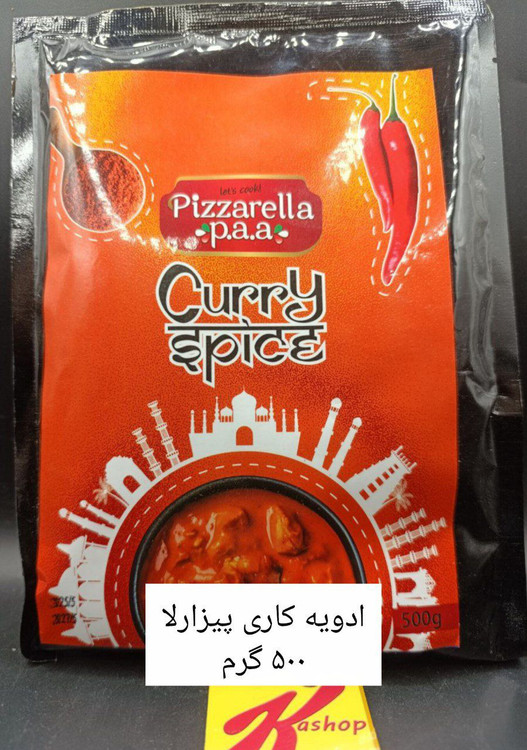 let's cook!
Pizzarella
p.a.a
Curry
spice
500g
ادویه کاری پیزارلا
۵۰۰ گرم
Kashop